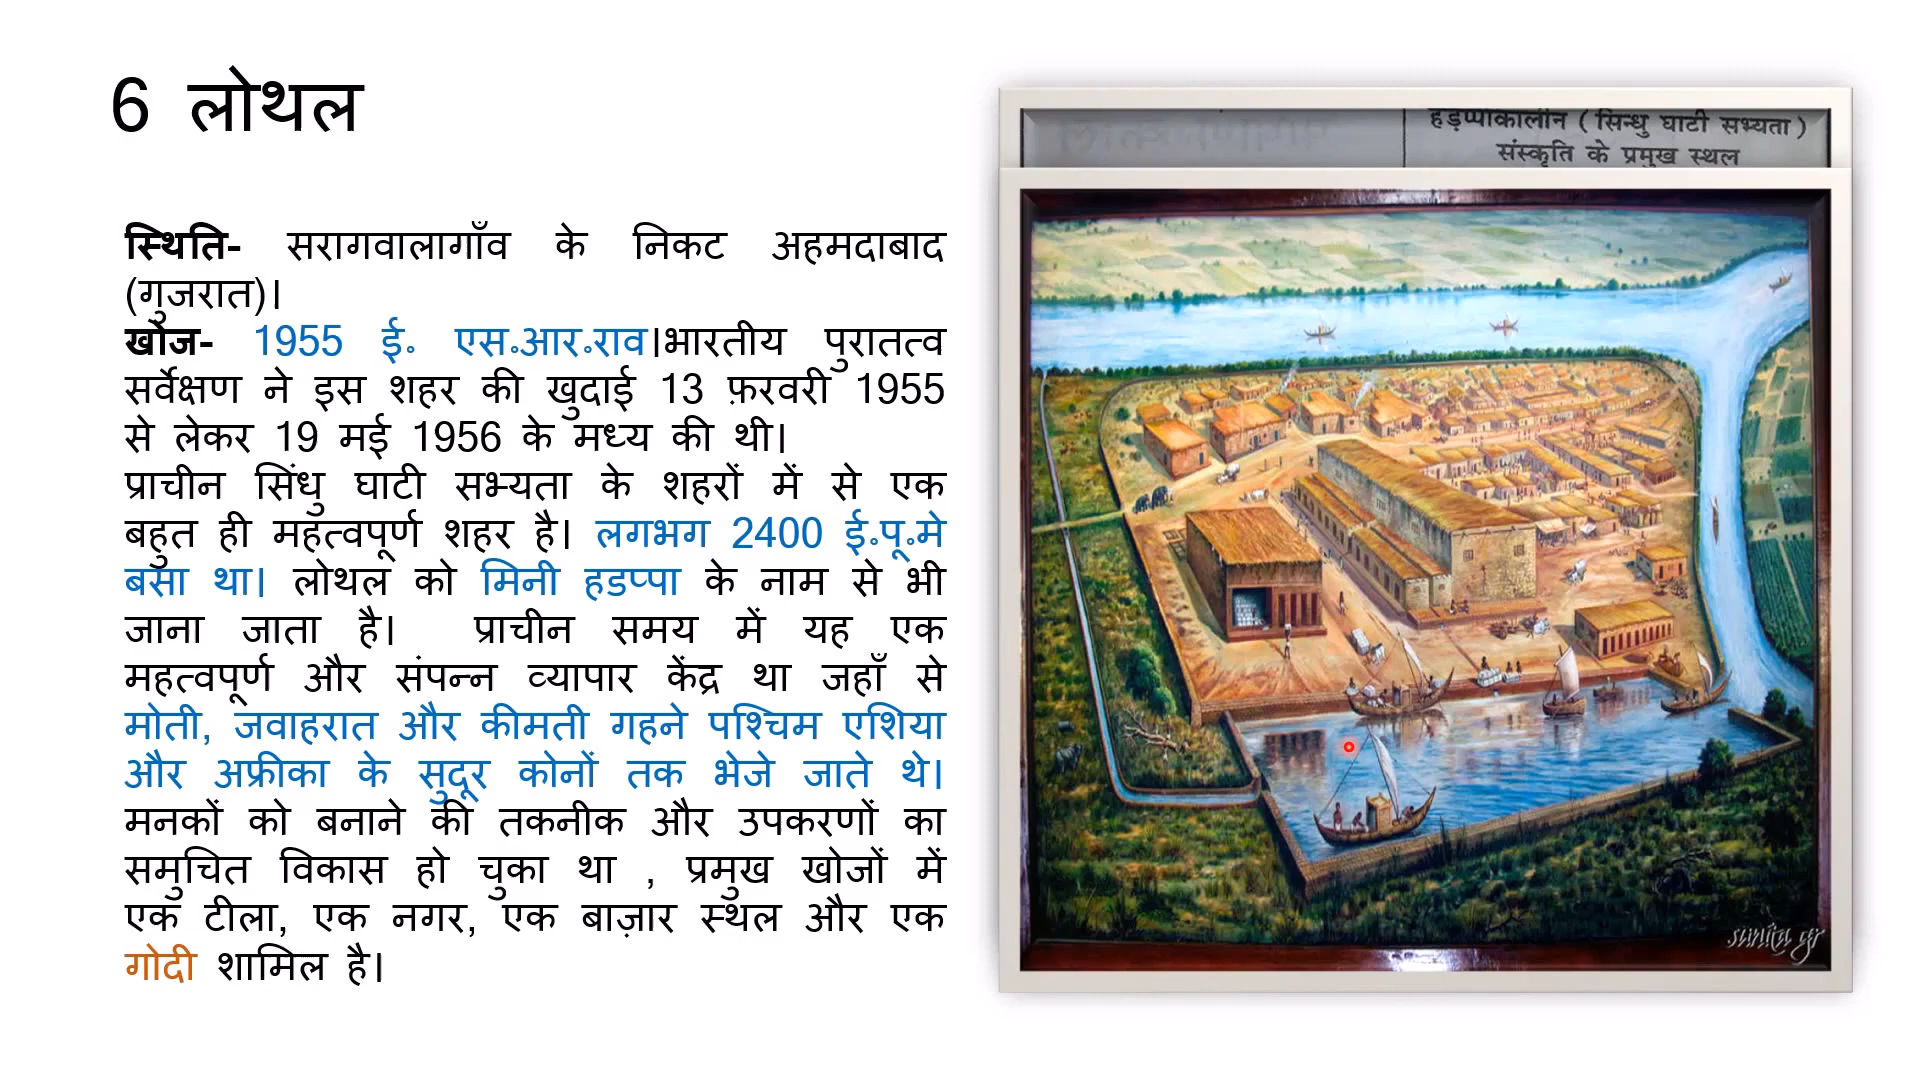 6 लोथल
हड़प्पाकालीन ( सिन्धु घाटी सभ्यता )
संस्कृति के प्रमुख स्थल
स्थिति- सरागवालागाँव के निकट अहमदाबाद
(गुजरात)।
खोज- 1955 ई॰ एस॰आर॰राव।भारतीय पुरातत्व
सर्वेक्षण ने इस शहर की खुदाई 13 फ़रवरी 1955
से लेकर 19 मई 1956 के मध्य की थी।
प्राचीन सिंधु घाटी सभ्यता के शहरों में से एक
बहुत ही महत्वपूर्ण शहर है। लगभग 2400 ई॰पू॰मे
बसा था। लोथल को मिनी हडप्पा के नाम से भी
जाना जाता है। प्राचीन समय में यह एक
महत्वपूर्ण और संपन्न व्यापार केंद्र था जहाँ से
मोती, जवाहरात और कीमती गहने पश्चिम एशिया
और अफ्रीका के सुदूर कोनों तक भेजे जाते थे।
मनकों को बनाने की तकनीक और उपकरणों का
समुचित विकास हो चुका था , प्रमुख खोजों में
एक टीला, एक नगर, एक बाज़ार स्थल और एक
गोदी शामिल है।